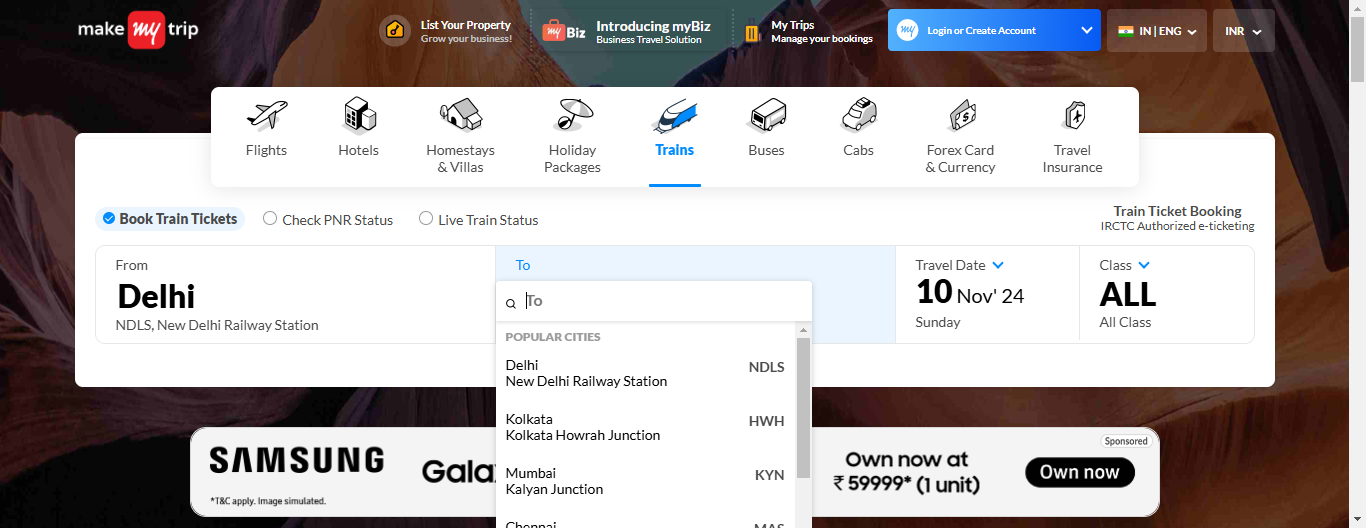 make my trip
List Your Property
Grow your business!
my Biz
Introducing myBiz
Business Travel Solution
My Trips
Manage your bookings
my
Login or Create Account
IN | ENG
INR
Flights
Hotels
Homestays
& Villas
Holiday
Packages
Trains
Buses
Cabs
Forex Card
& Currency
Travel
Insurance
Book Train Tickets
Check PNR Status
Live Train Status
Train Ticket Booking
IRCTC Authorized e-ticketing
From
Delhi
NDLS, New Delhi Railway Station
To
To
POPULAR CITIES
Delhi
NDLS
New Delhi Railway Station
Kolkata
HWH
Kolkata Howrah Junction
Mumbai
KYN
Kalyan Junction
Chennai
MAS
Travel Date
10 Nov' 24
Sunday
Class
ALL
All Class
SAMSUNG
*T&C apply. Image simulated.
Galax
Own now at
₹ 59999* (1 unit)
Sponsored
Own now